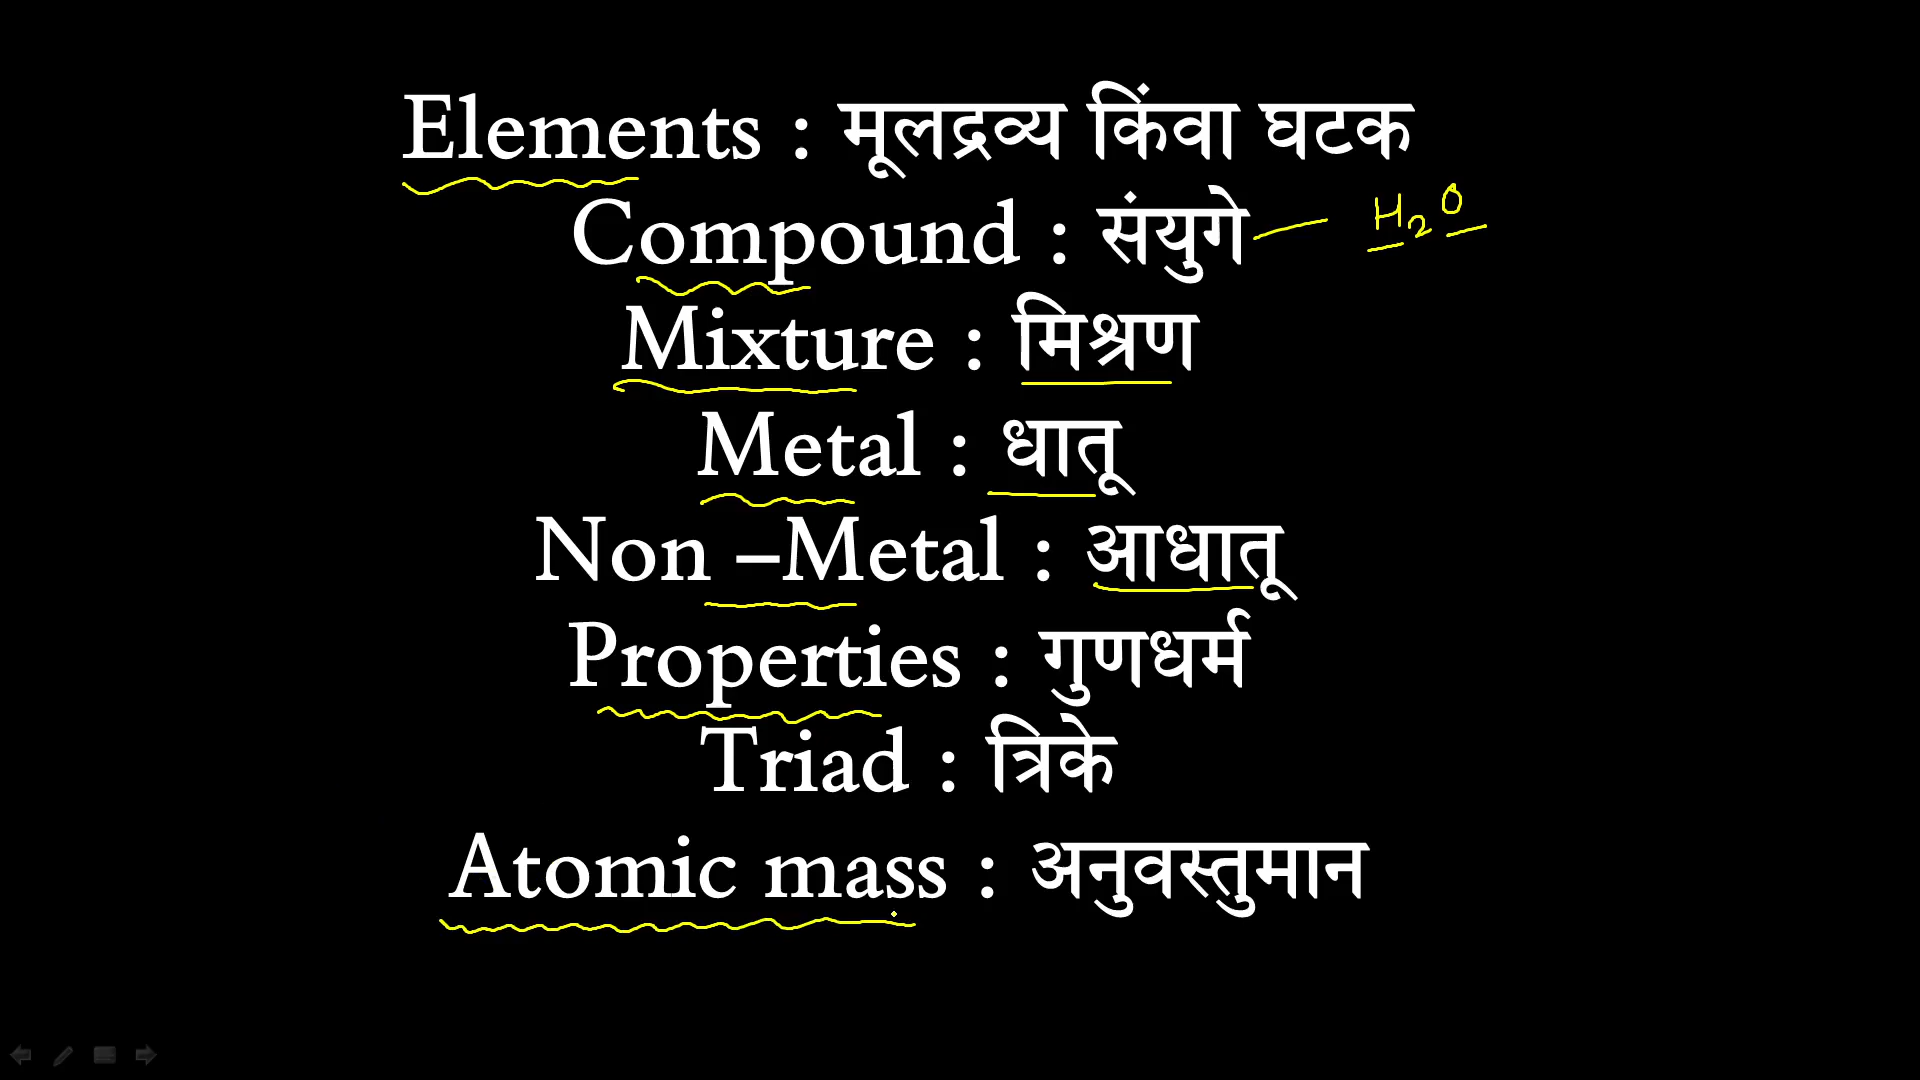 Elements : मूलद्रव्य किंवा घटक
Compound : संयुगे — H₂O
Mixture : मिश्रण
Metal : धातू
Non –Metal : आधातू
Properties : गुणधर्म
Triad : त्रिके
Atomic mass : अनुवस्तुमान